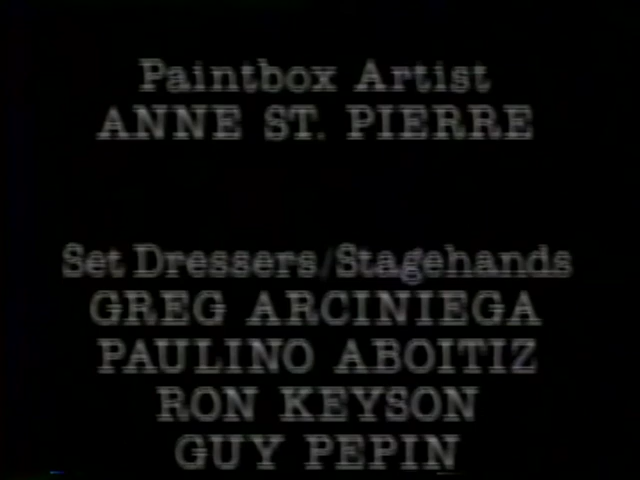 Paintbox Artist
ANNE ST. PIERRE
Set Dressers/Stagehands
GREG ARCINIEGA
PAULINO ABOITIZ
RON KEYSON
GUY PEPIN